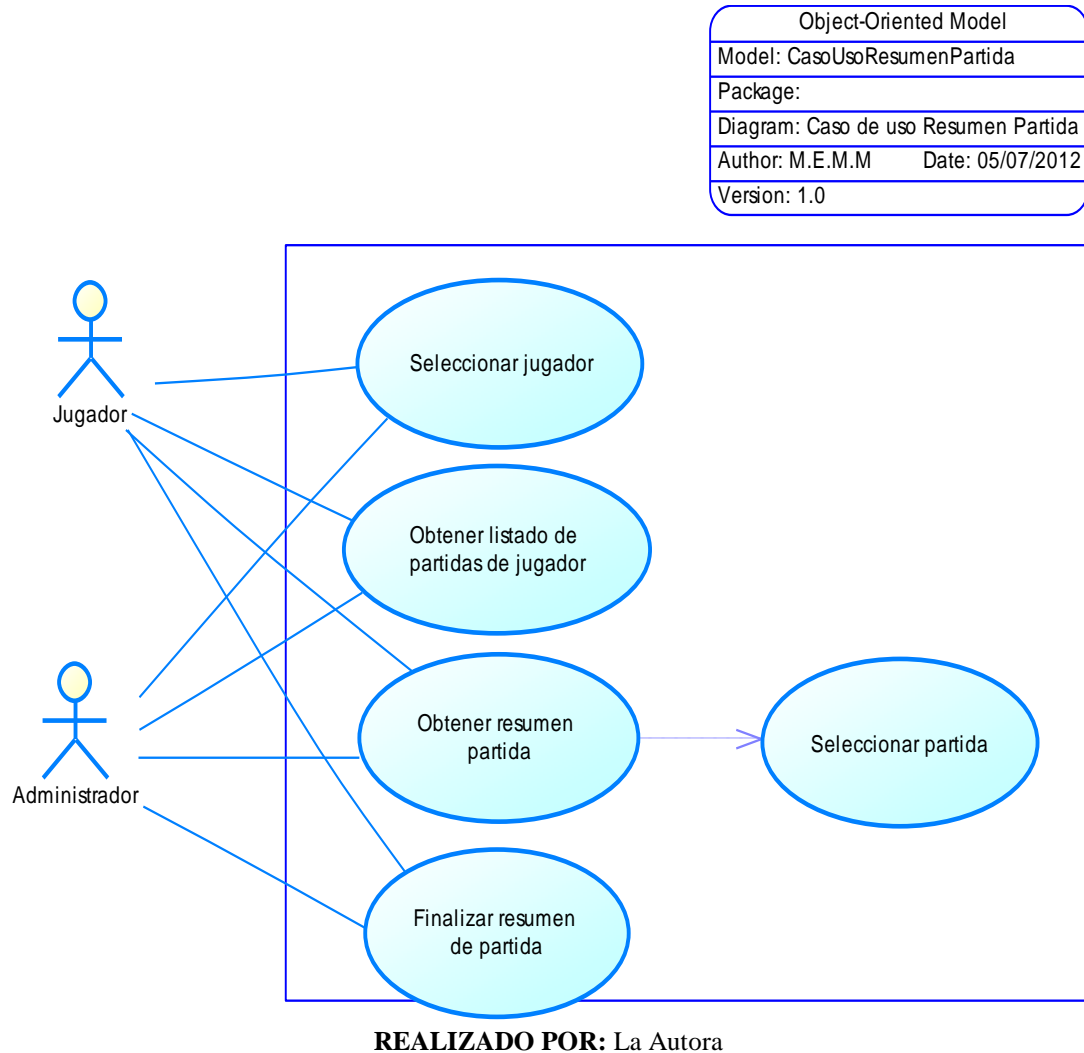 Object-Oriented Model
Model: CasoUsoResumenPartida
Package:
Diagram: Caso de uso Resumen Partida
Author: M.E.M.M Date: 05/07/2012
Version: 1.0
Jugador
Seleccionar jugador
Obtener listado de
partidas de jugador
Administrador
Obtener resumen
partida
Seleccionar partida
Finalizar resumen
de partida
REALIZADO POR: La Autora